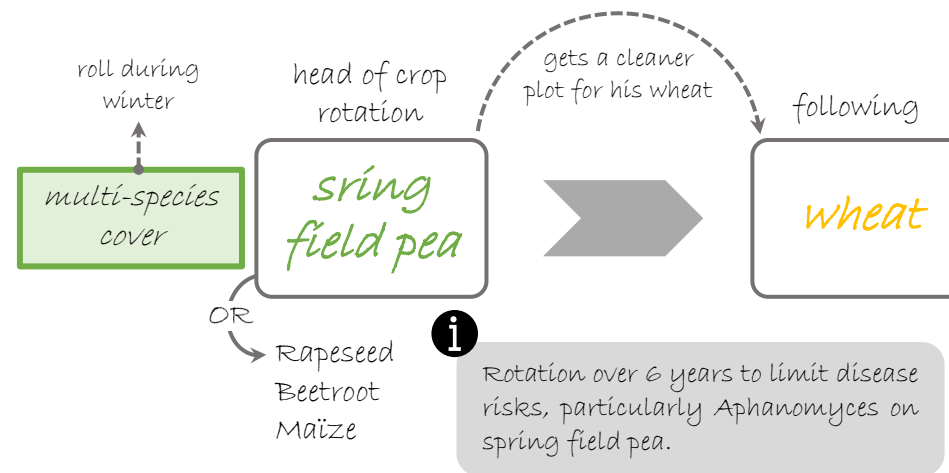 roll during
winter
head of crop
rotation
gets a cleaner
plot for his wheat
following
multi-species
cover
sring
field pea
wheat
OR
Rapeseed
Beetroot
Maïze
i
Rotation over 6 years to limit disease
risks, particularly Aphanomyces on
spring field pea.